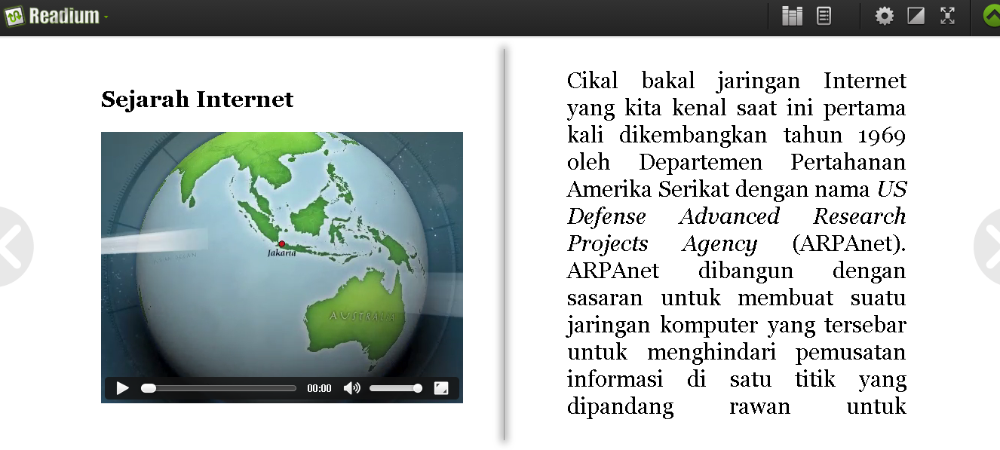 Readium
Sejarah Internet
Jakarta
AUSTRALIA
00:00
Cikal bakal jaringan Internet
yang kita kenal saat ini pertama
kali dikembangkan tahun 1969
oleh Departemen Pertahanan
Amerika Serikat dengan nama US
Defense Advanced Research
Projects Agency (ARPAnet).
ARPAnet dibangun dengan
sasaran untuk membuat suatu
jaringan komputer yang tersebar
untuk menghindari pemusatan
informasi di satu titik yang
dipandang rawan untuk